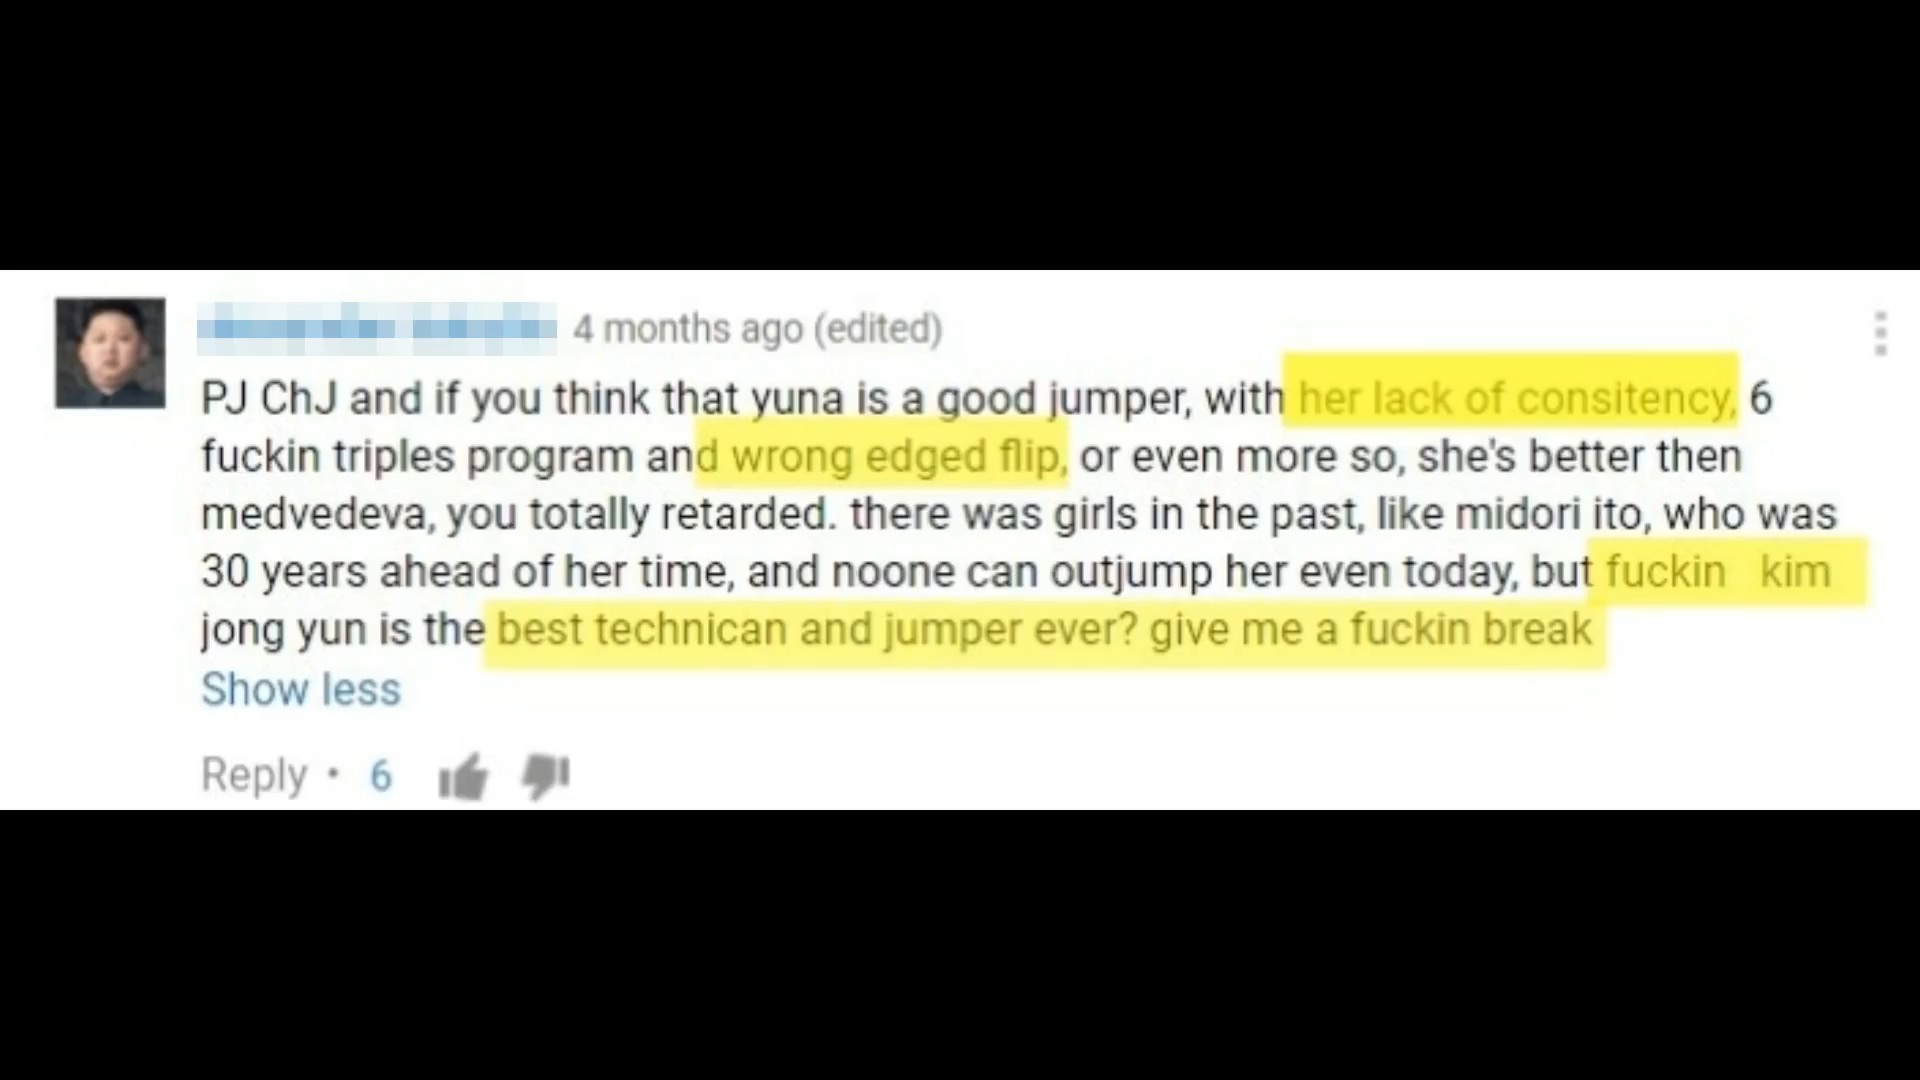 4 months ago (edited)
PJ ChJ and if you think that yuna is a good jumper, with her lack of consitency, 6
fuckin triples program and wrong edged flip, or even more so, she's better then
medvedeva, you totally retarded. there was girls in the past, like midori ito, who was
30 years ahead of her time, and noone can outjump her even today, but fuckin kim
jong yun is the best technican and jumper ever? give me a fuckin break
Show less
Reply • 6